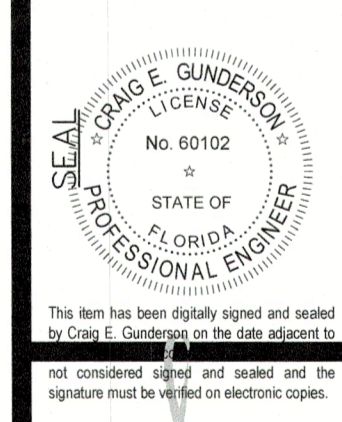 SEAL
CRAIG E. GUNDERSON
LICENSE
No. 60102
STATE OF
FLORIDA
PROFESSIONAL ENGINEER
This item has been digitally signed and sealed
by Craig E. Gunderson on the date adjacent to
not considered signed and sealed and the
signature must be verified on electronic copies.